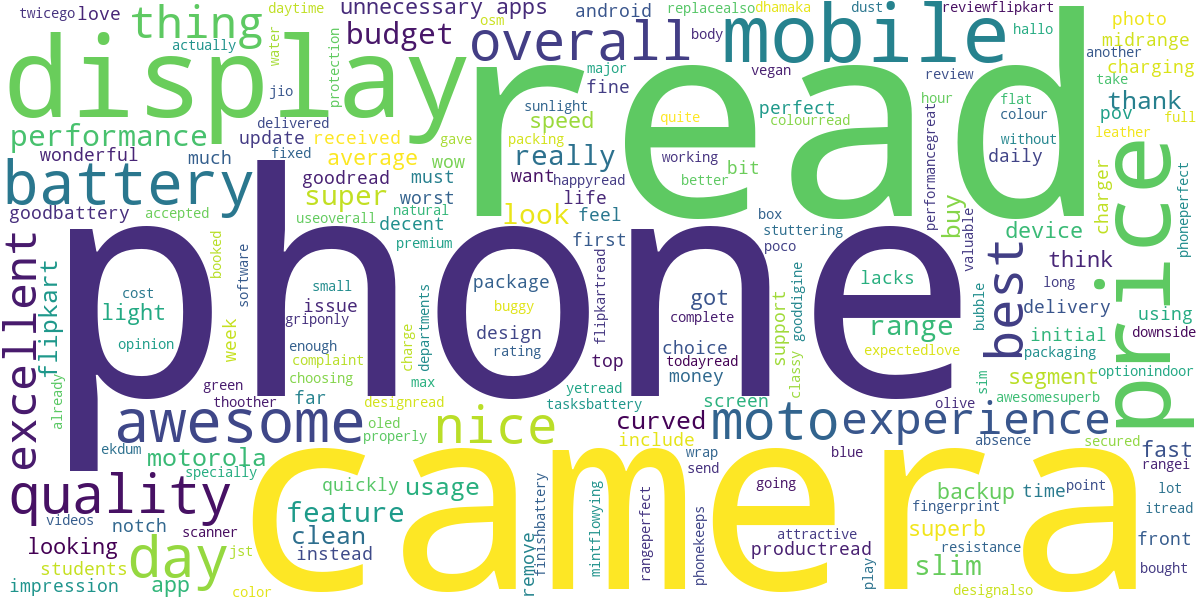 twicego
love
thing
daytime
unnecessary apps
osm
android
replacealso
dhamaka
dust
reviewflipkart
hallo
photo
midrange
actually
water
protection
budget
overall
body
mobile
another
display
read
jio
major
fine
vegan
review
charging
take
thank
delivered
sunlight
speed
perfect
colourread
hour
flat
colour
pov
full
performance
update
received
gave
packing
quite
performancegreat
without
leather
wonderful
much
fixed
average
wow
really
working
bit
daily
battery
goodread
must
want
happyread
better
charger
price
phoneperfect
super
worst
life
goodbattery
accepted
useoverall
natural
decent
look
feel
box
stuttering
buy
valuable
device
excellent
flipkart
booked
software
premium
first
poco
best
think
phone
cost
small
package
got
lacks
long
light
issue
griponly
departments
buggy
flipkartread
complete
support
gooddigine
bubble
delivery
using
opinion
week
enough
design
range
initial
downside
complaint
charge
rating
top
choice
todayread
classy
expectedlove
packaging
already
green
choosing
max
yetread
money
sim
segment
optionindoor
thoother
far
designread
tasksbattery
screen
olive
awesomesuperb
awesome
oled
properly
nice
curved
moto
experience
ekdum
include
wrap
absence
secured
fast
motorola
specially
send
blue
rangei
quality
camera
quickly
usage
going
backup
time
point
lot
itread
videos
notch
scanner
feature
clean
finishbattery
mintflowying
rangeperfect
phonekeeps
attractive
fingerprint
superb
looking
day
jst
instead
remove
productread
play
resistance
front
students
slim
bought
impression
app
color
designalso